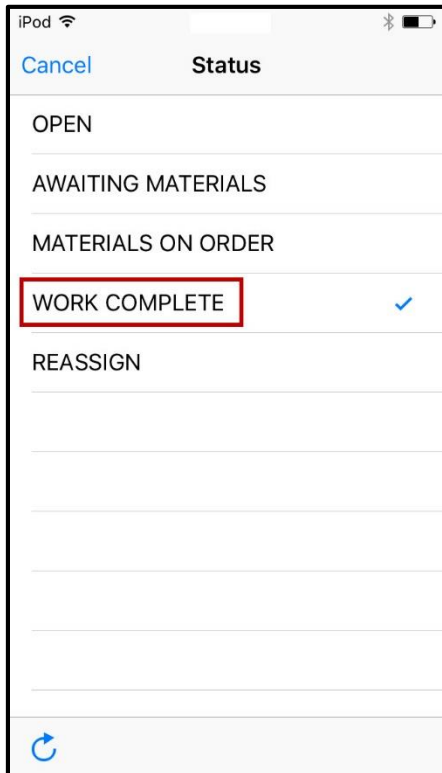 iPod
Cancel Status
OPEN
AWAITING MATERIALS
MATERIALS ON ORDER
WORK COMPLETE
REASSIGN